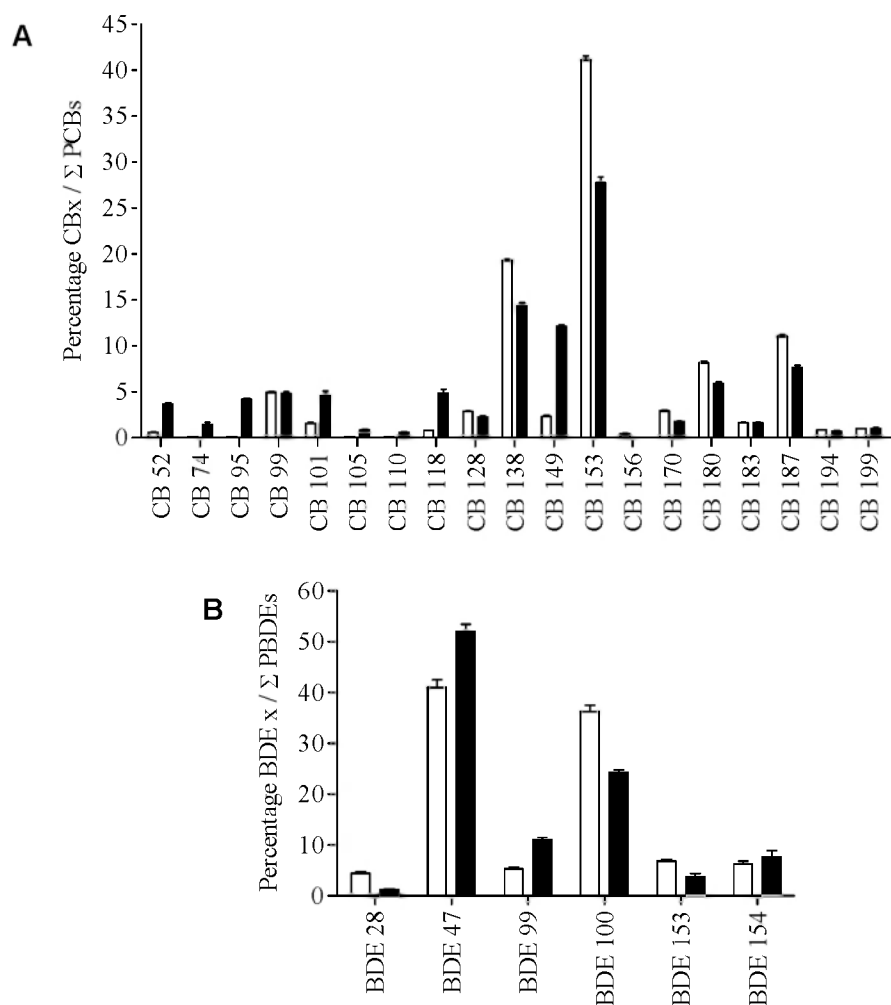 A
Percentage CBx / Σ PCBs
45
40
35
30
25
20
15
10
5
0
CB 52
CB 74
CB 95
CB 99
CB 101
CB 105
CB 110
CB 118
CB 128
CB 138
CB 149
CB 153
CB 156
CB 170
CB 180
CB 183
CB 187
CB 194
CB 199
B
Percentage BDE x / Σ PBDEs
60
50
40
30
20
10
0
BDE 28
BDE 47
BDE 99
BDE 100
BDE 153
BDE 154